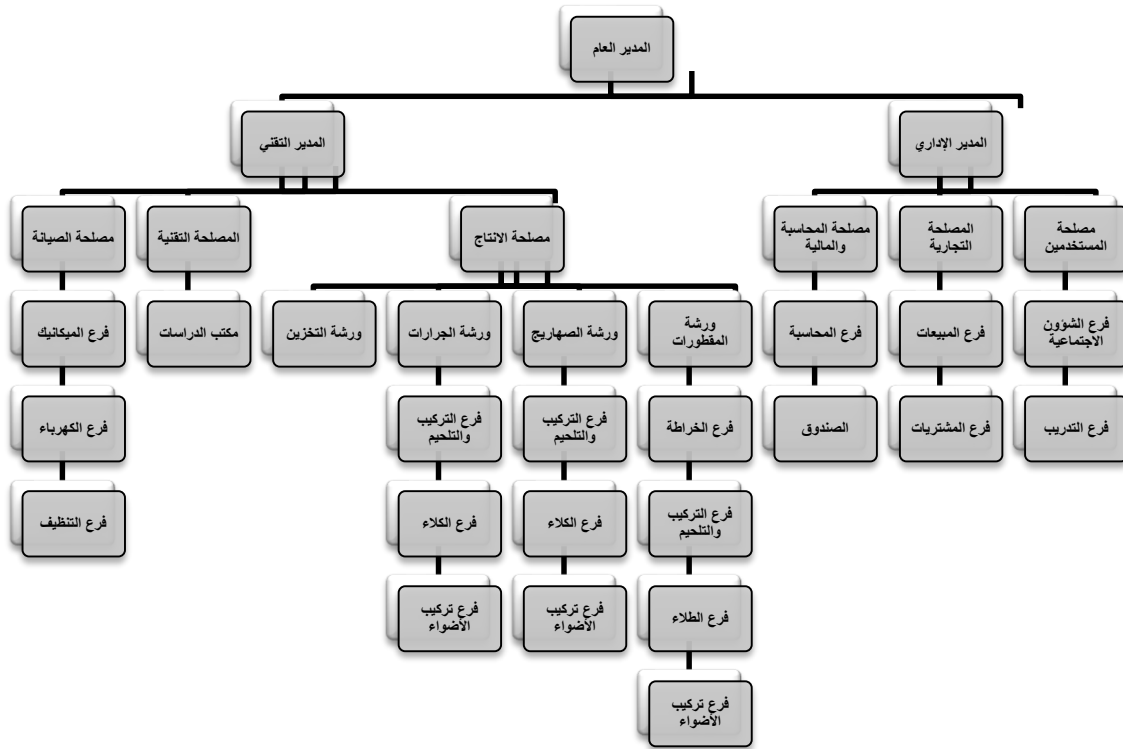 المدير العام
المدير الإداري
المدير التقني
مصلحة
المستخدمين
المصلحة
التجارية
مصلحة المحاسبة
والمالية
مصلحة الانتاج
المصلحة التقنية
مصلحة الصيانة
فرع الشؤون
الاجتماعية
فرع المبيعات
فرع المحاسبة
ورشة
المقطورات
ورشة الصهاريج
ورشة الجرارات
ورشة التخزين
مكتب الدراسات
فرع الميكانيك
فرع التدريب
فرع المشتريات
الصندوق
فرع الخراطة
فرع التركيب
والتلحيم
فرع التركيب
والتلحيم
فرع الكهرباء
فرع التركيب
والتلحيم
فرع الكلاء
فرع الكلاء
فرع التنظيف
فرع الطلاء
فرع تركيب
الأضواء
فرع تركيب
الأضواء
فرع تركيب
الأضواء